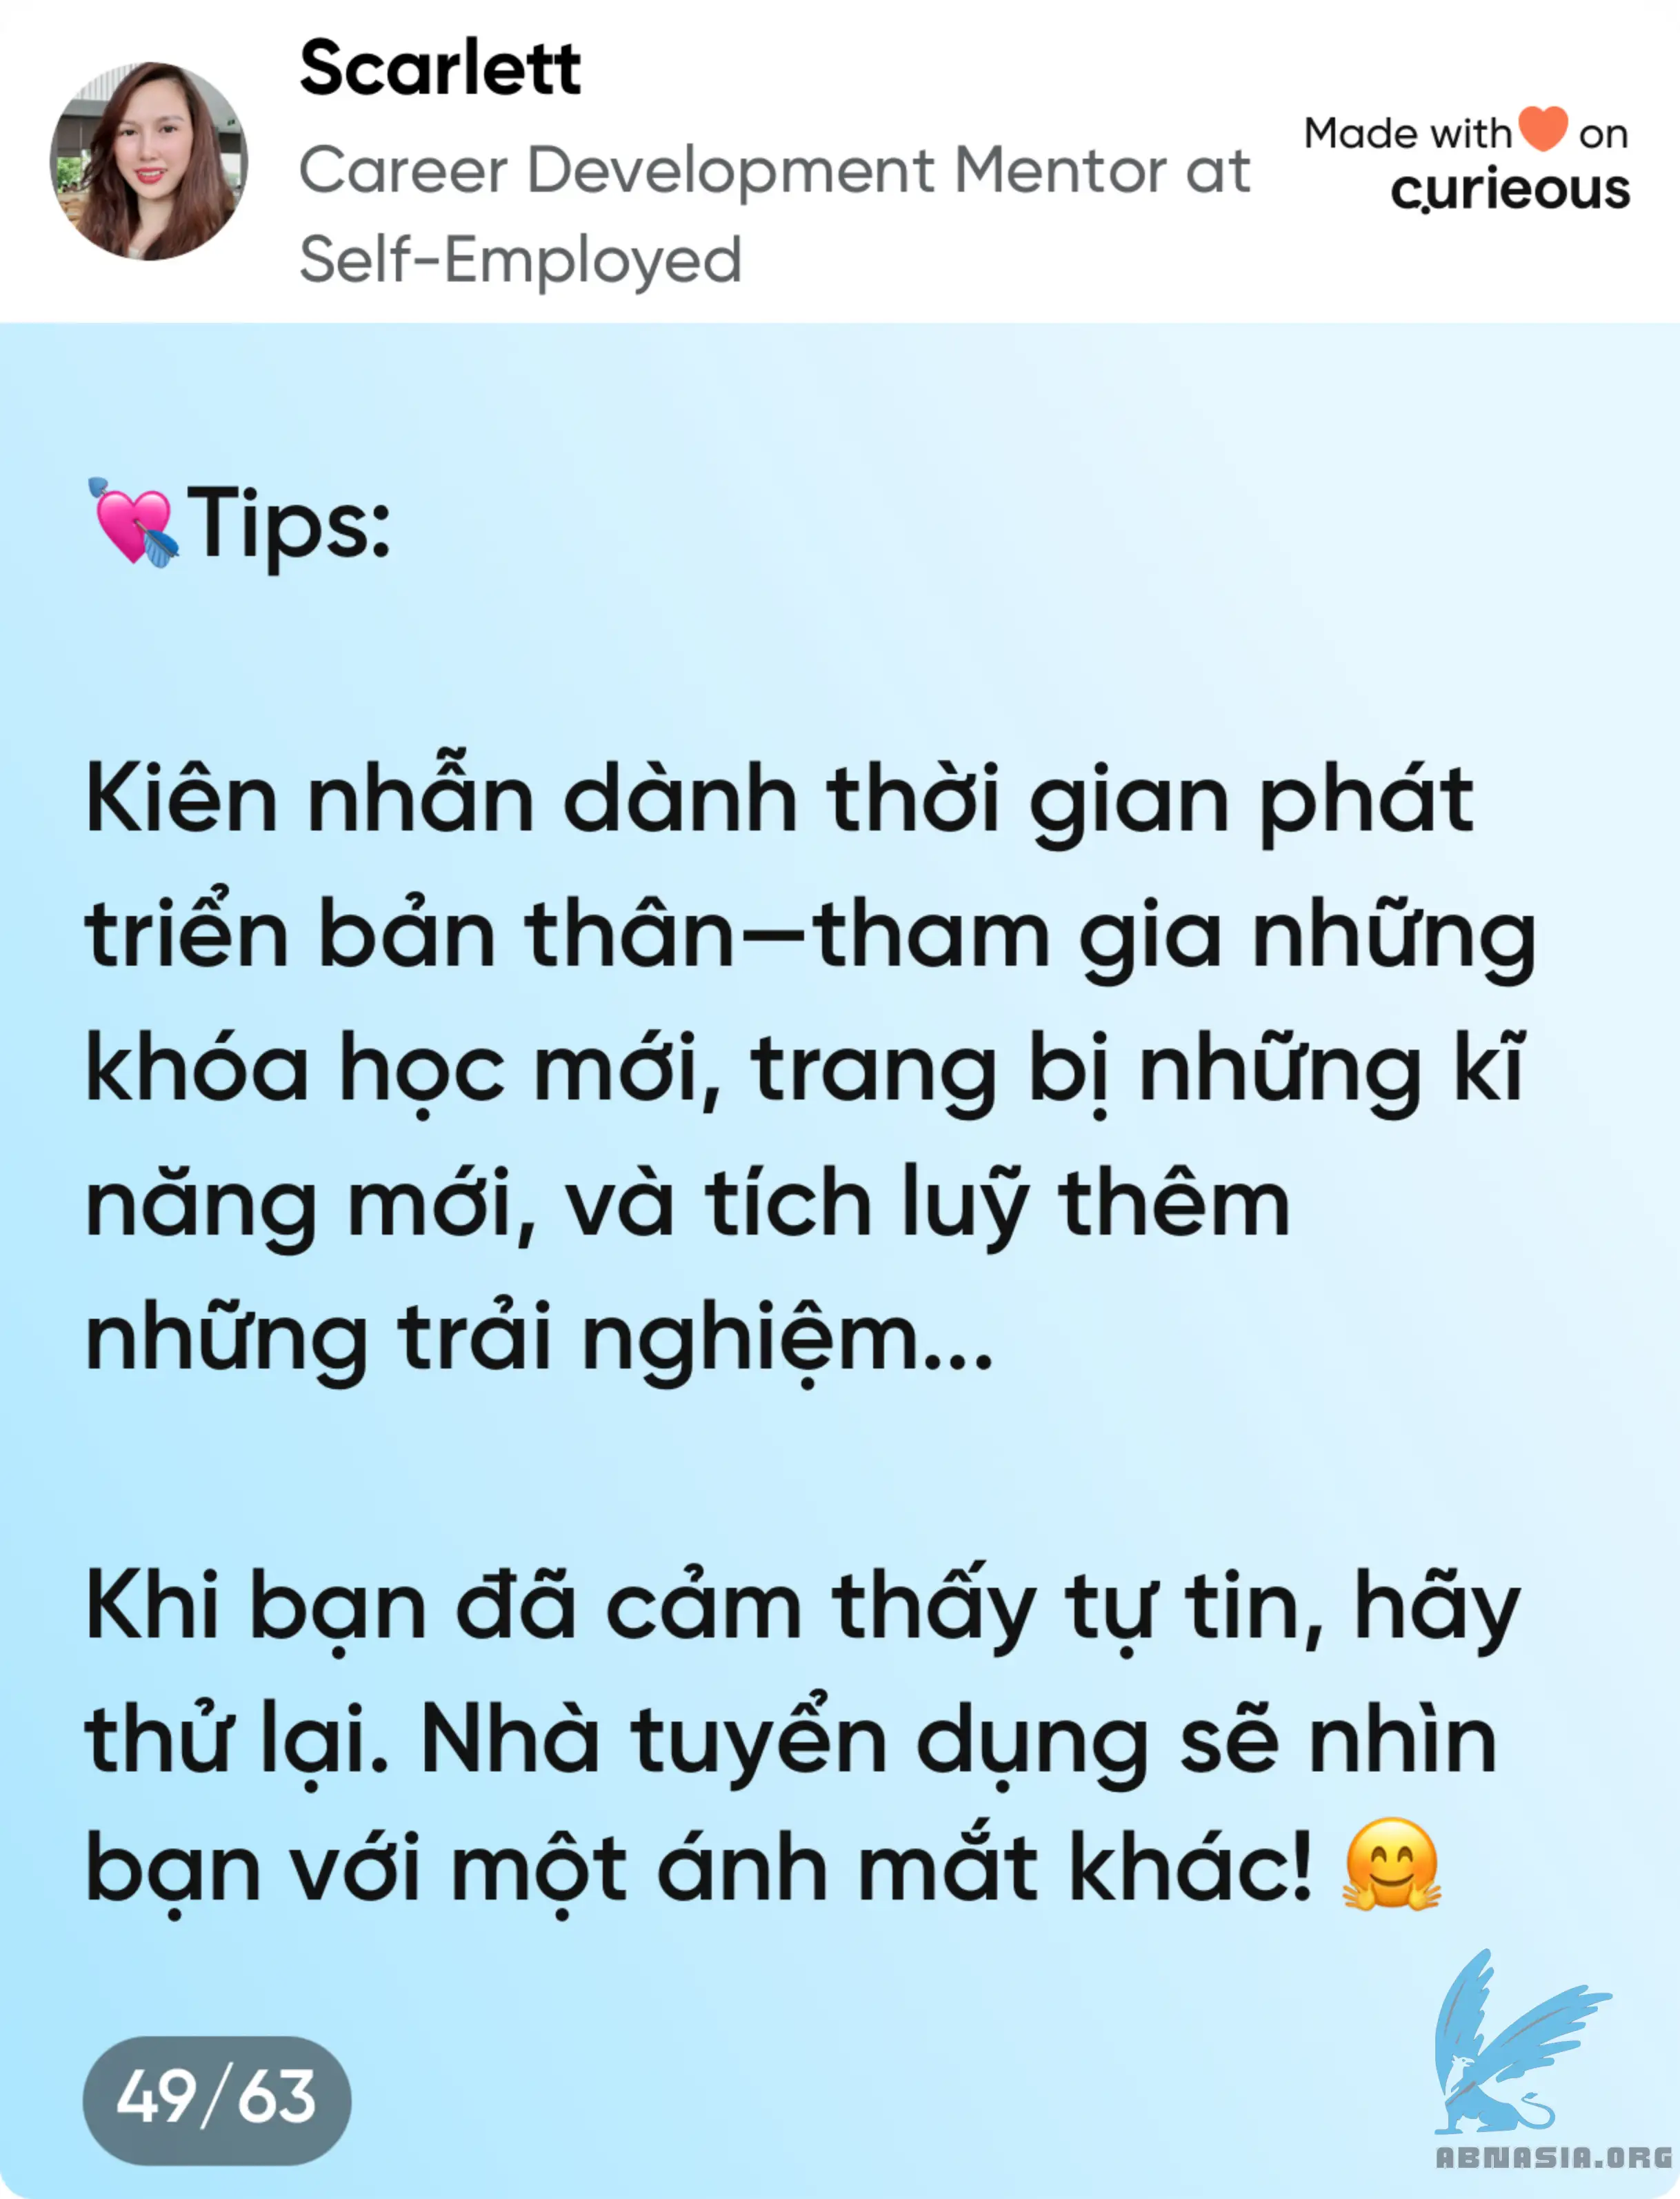 Scarlett
Career Development Mentor at
Self-Employed
Made with🧡on
curieous
💘Tips:
Kiên nhẫn dành thời gian phát
triển bản thân—tham gia những
khóa học mới, trang bị những kĩ
năng mới, và tích luỹ thêm
những trải nghiệm...
Khi bạn đã cảm thấy tự tin, hãy
thử lại. Nhà tuyển dụng sẽ nhìn
bạn với một ánh mắt khác! 🤗
49/63
ABNASIA.ORG